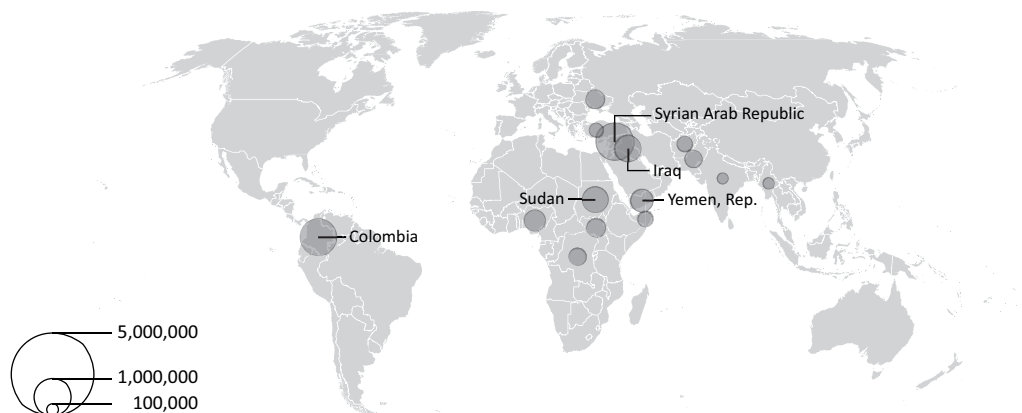 Syrian Arab Republic
Iraq
Sudan
Yemen, Rep.
Colombia
5,000,000
1,000,000
100,000